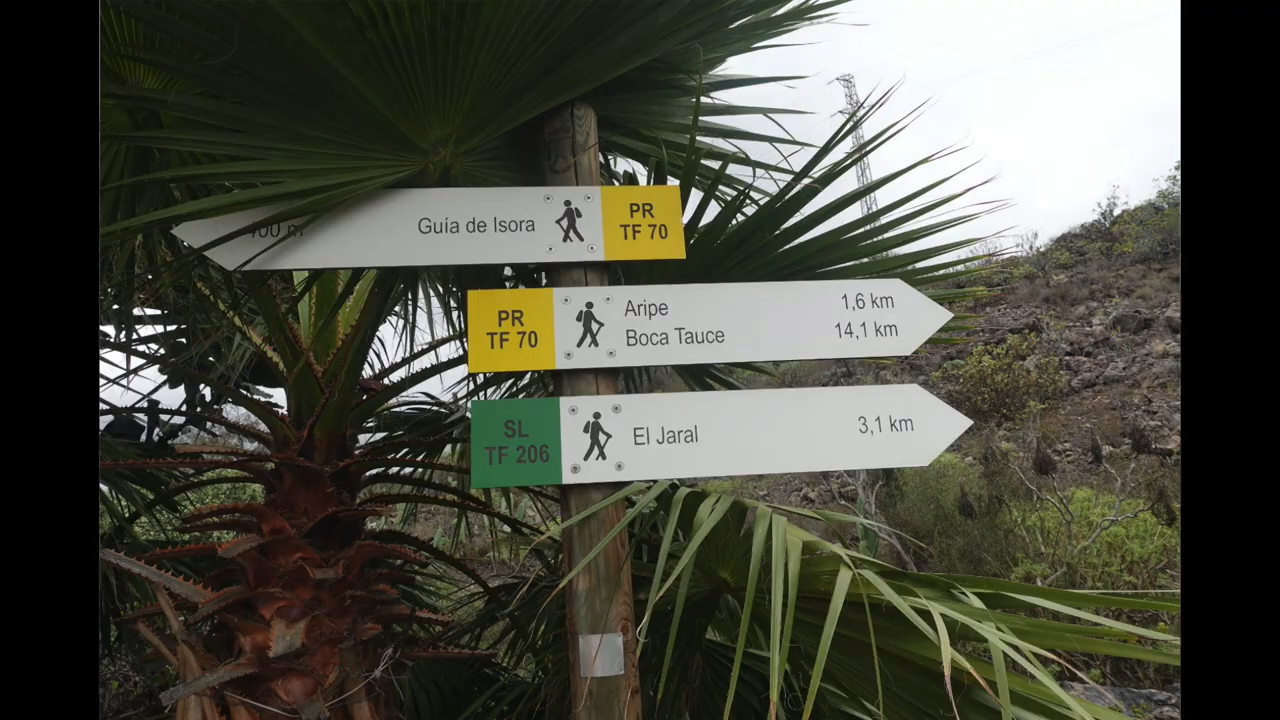 400 m Guía de Isora PR
TF 70
PR
TF 70
Aripe 1,6 km
Boca Tauce 14,1 km
SL
TF 206
El Jaral 3,1 km